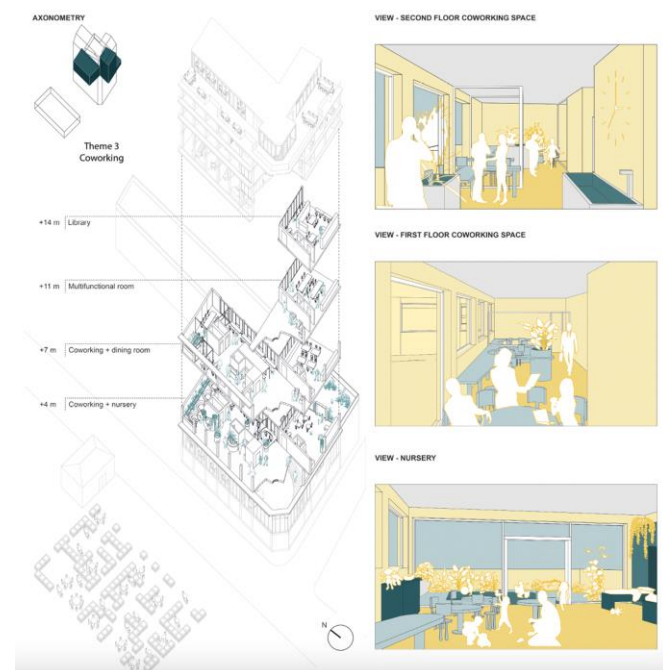 AXONOMETRY
Theme 3
Coworking
+14 m Library
+11 m Multifunctional room
+7 m Coworking + dining room
+4 m Coworking + nursery
N
VIEW - SECOND FLOOR COWORKING SPACE
VIEW - FIRST FLOOR COWORKING SPACE
VIEW - NURSERY